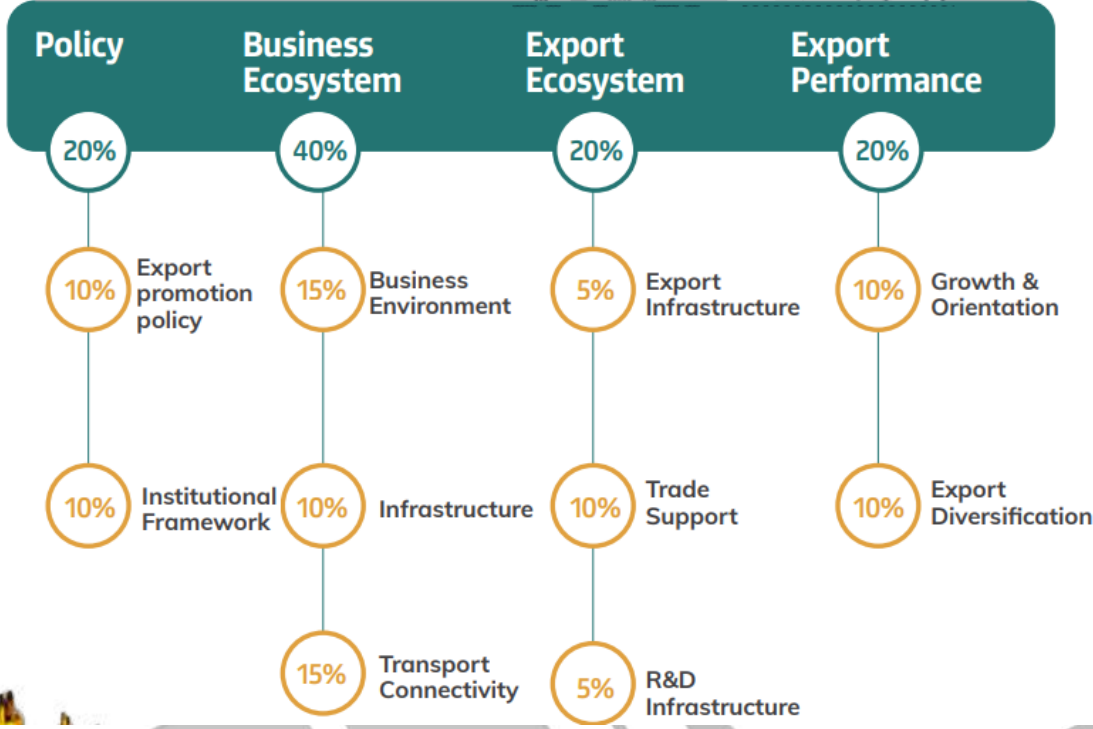 Policy
Business
Ecosystem
Export
Ecosystem
Export
Performance
20%
40%
20%
20%
10%
Export
promotion
policy
15%
Business
Environment
5%
Export
Infrastructure
10%
Growth &
Orientation
10%
Institutional
Framework
10%
Infrastructure
10%
Trade
Support
10%
Export
Diversification
15%
Transport
Connectivity
5%
R&D
Infrastructure